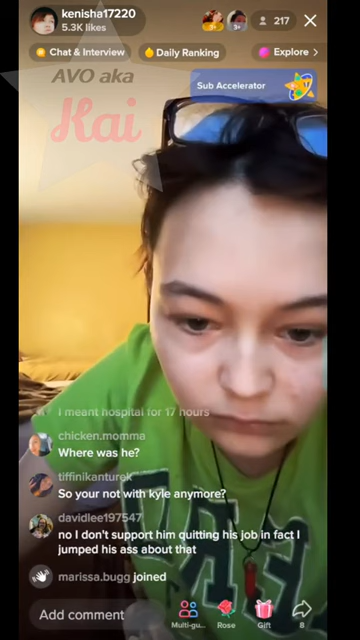 kenisha17220
5.3K likes
217
Chat & Interview
Daily Ranking
Explore >
AVO aka
Hai
Sub Accelerator
i meant hospital for 17 hours
chicken.momma
Where was he?
tiffinikanturek
So your not with kyle anymore?
davidlee197547
no I don't support him quitting his job in fact I
jumped his ass about that
marissa.bugg joined
Add comment
Multi-gu...
Rose
Gift
8